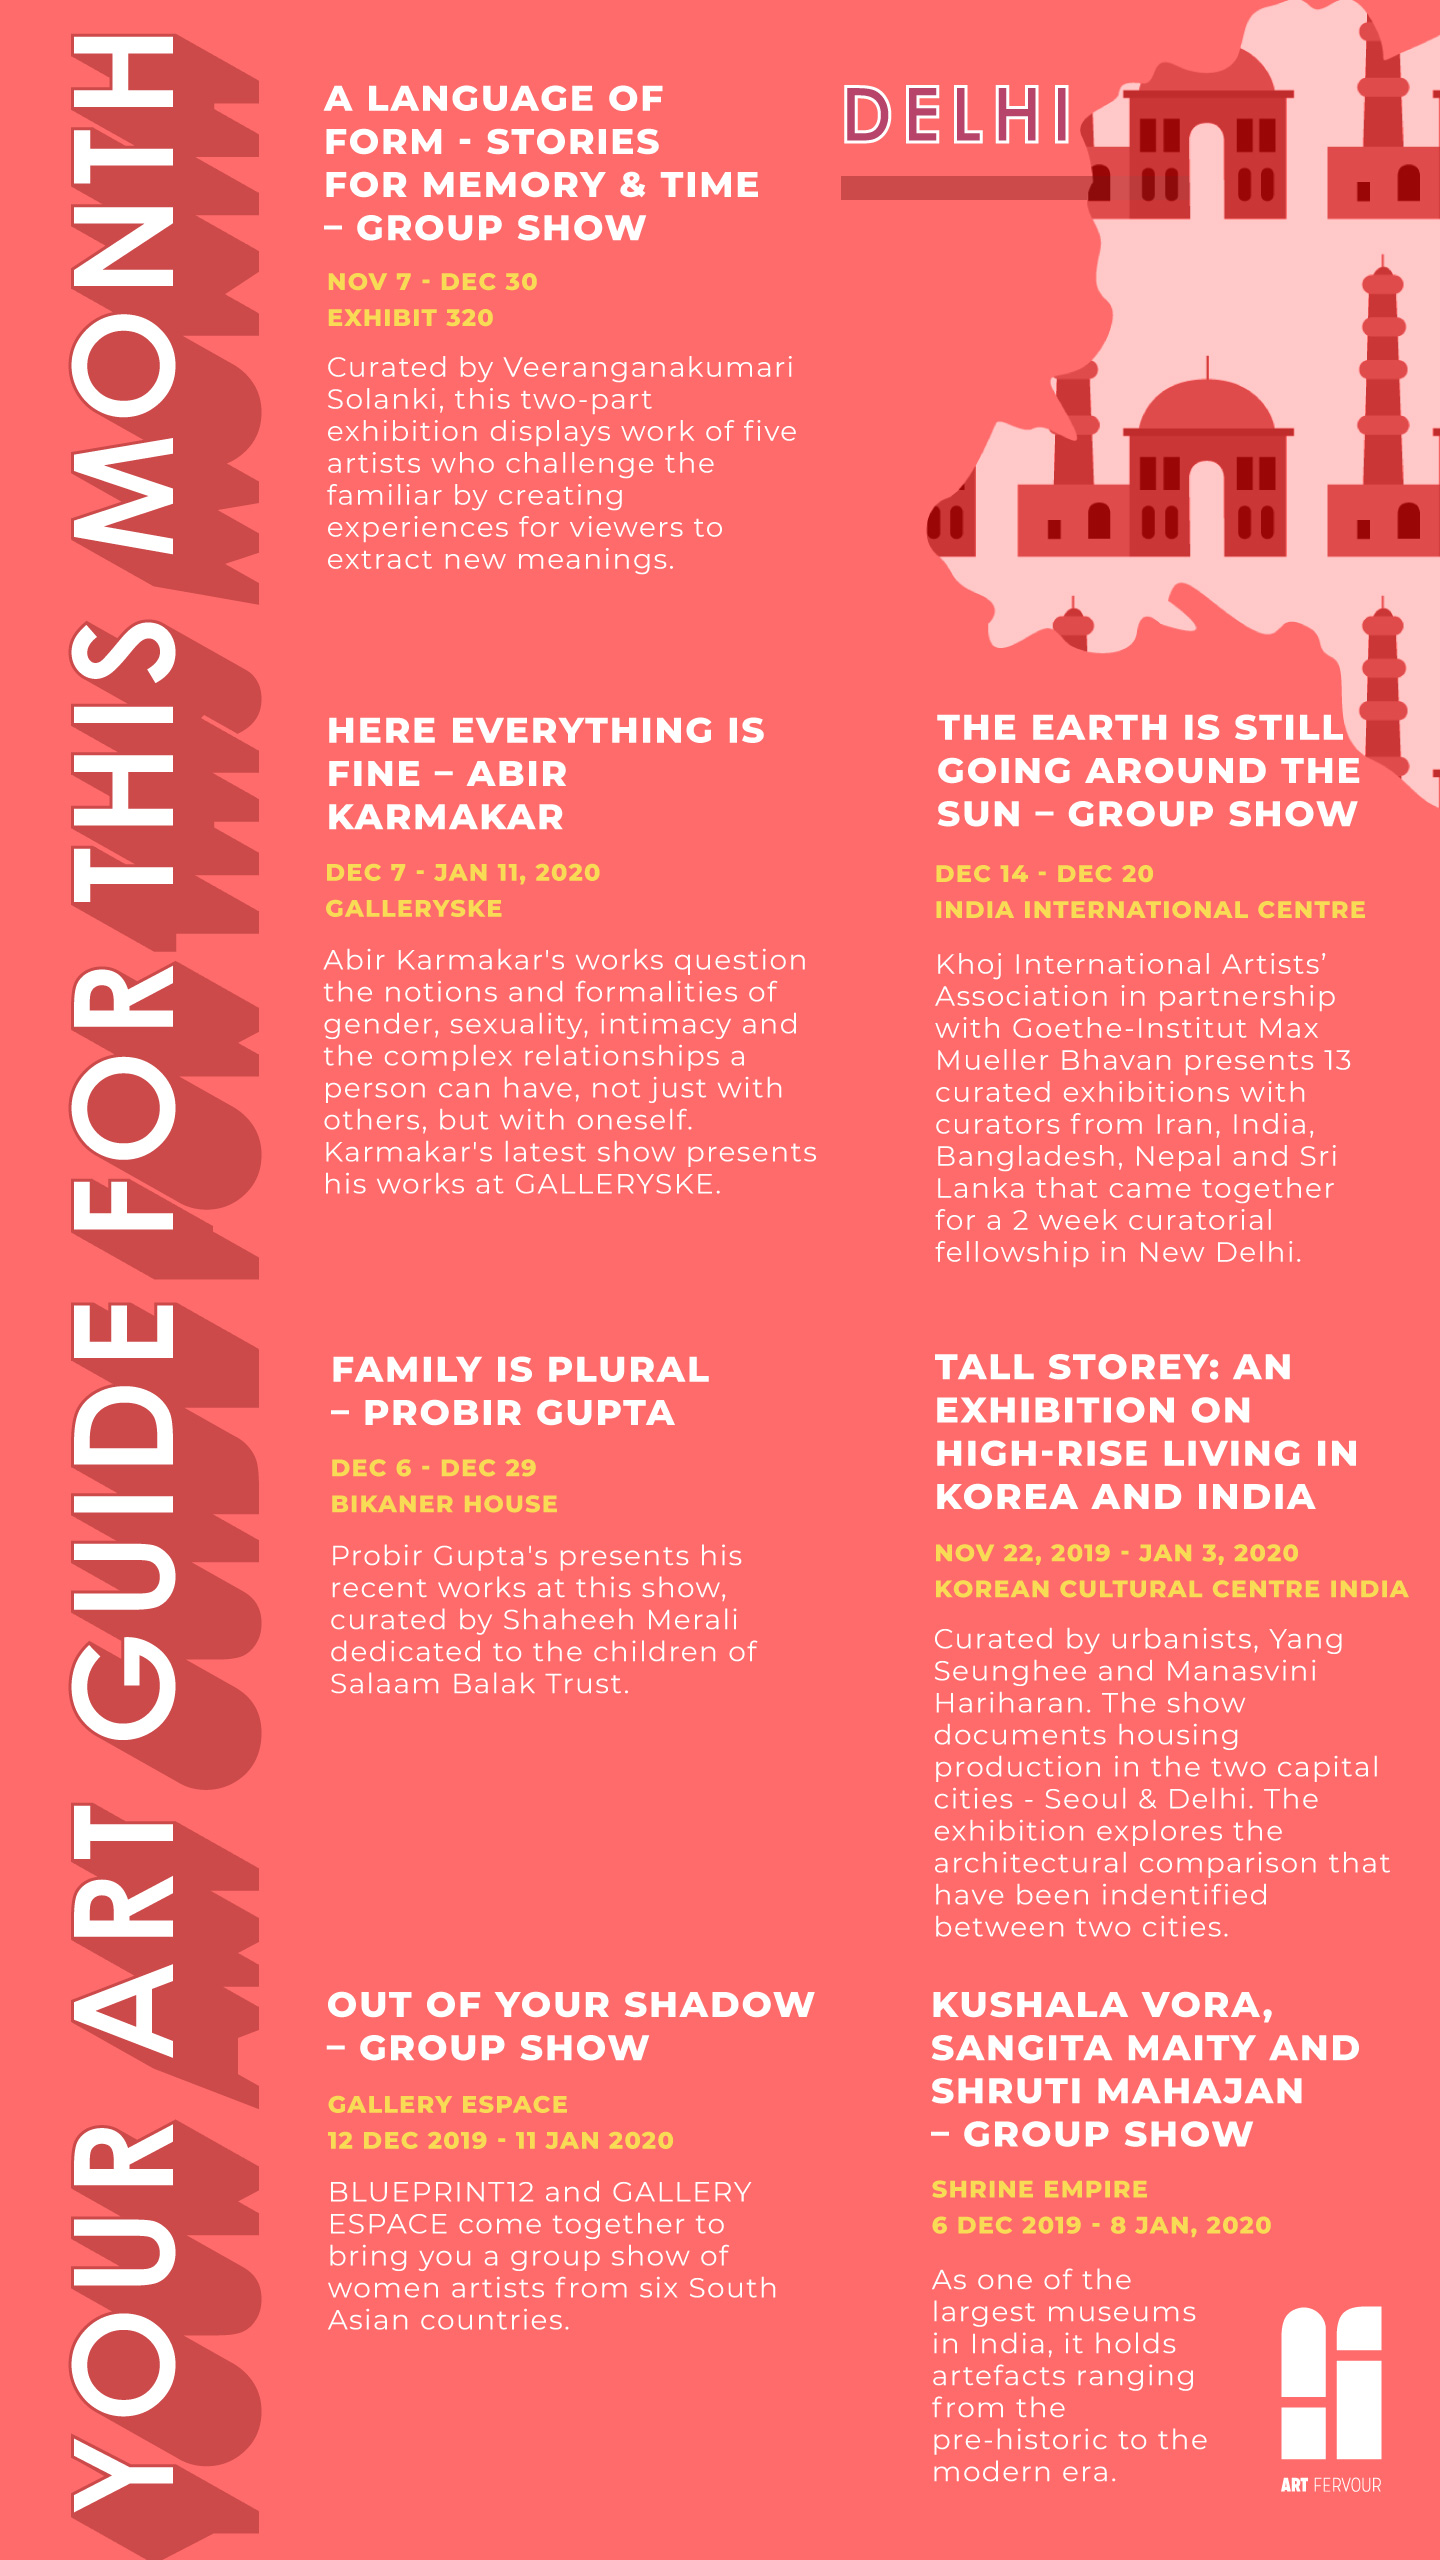 YOUR ART GUIDE FOR THIS MONTH
DELHI
A LANGUAGE OF
FORM - STORIES
FOR MEMORY & TIME
– GROUP SHOW
NOV 7 - DEC 30
EXHIBIT 320
Curated by Veeranganakumari
Solanki, this two-part
exhibition displays work of five
artists who challenge the
familiar by creating
experiences for viewers to
extract new meanings.
HERE EVERYTHING IS
FINE – ABIR
KARMAKAR
DEC 7 - JAN 11, 2020
GALLERYSKE
Abir Karmakar's works question
the notions and formalities of
gender, sexuality, intimacy and
the complex relationships a
person can have, not just with
others, but with oneself.
Karmakar's latest show presents
his works at GALLERYSKE.
THE EARTH IS STILL
GOING AROUND THE
SUN – GROUP SHOW
DEC 14 - DEC 20
INDIA INTERNATIONAL CENTRE
Khoj International Artists’
Association in partnership
with Goethe-Institut Max
Mueller Bhavan presents 13
curated exhibitions with
curators from Iran, India,
Bangladesh, Nepal and Sri
Lanka that came together
for a 2 week curatorial
fellowship in New Delhi.
FAMILY IS PLURAL
– PROBIR GUPTA
DEC 6 - DEC 29
BIKANER HOUSE
Probir Gupta's presents his
recent works at this show,
curated by Shaheeh Merali
dedicated to the children of
Salaam Balak Trust.
TALL STOREY: AN
EXHIBITION ON
HIGH-RISE LIVING IN
KOREA AND INDIA
NOV 22, 2019 - JAN 3, 2020
KOREAN CULTURAL CENTRE INDIA
Curated by urbanists, Yang
Seunghee and Manasvini
Hariharan. The show
documents housing
production in the two capital
cities - Seoul & Delhi. The
exhibition explores the
architectural comparison that
have been indentified
between two cities.
OUT OF YOUR SHADOW
– GROUP SHOW
GALLERY ESPACE
12 DEC 2019 - 11 JAN 2020
BLUEPRINT12 and GALLERY
ESPACE come together to
bring you a group show of
women artists from six South
Asian countries.
KUSHALA VORA,
SANGITA MAITY AND
SHRUTI MAHAJAN
– GROUP SHOW
SHRINE EMPIRE
6 DEC 2019 - 8 JAN, 2020
As one of the
largest museums
in India, it holds
artefacts ranging
from the
pre-historic to the
modern era.
ART FERVOUR